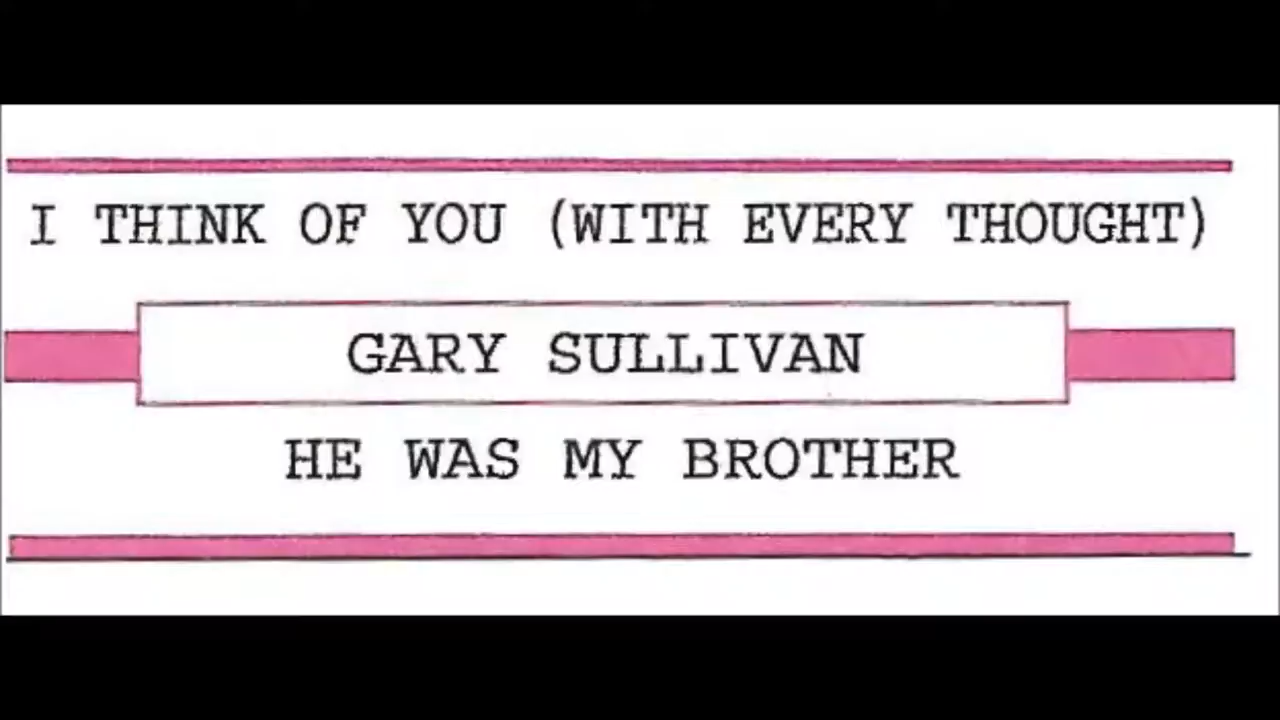 I THINK OF YOU (WITH EVERY THOUGHT)
GARY SULLIVAN
HE WAS MY BROTHER